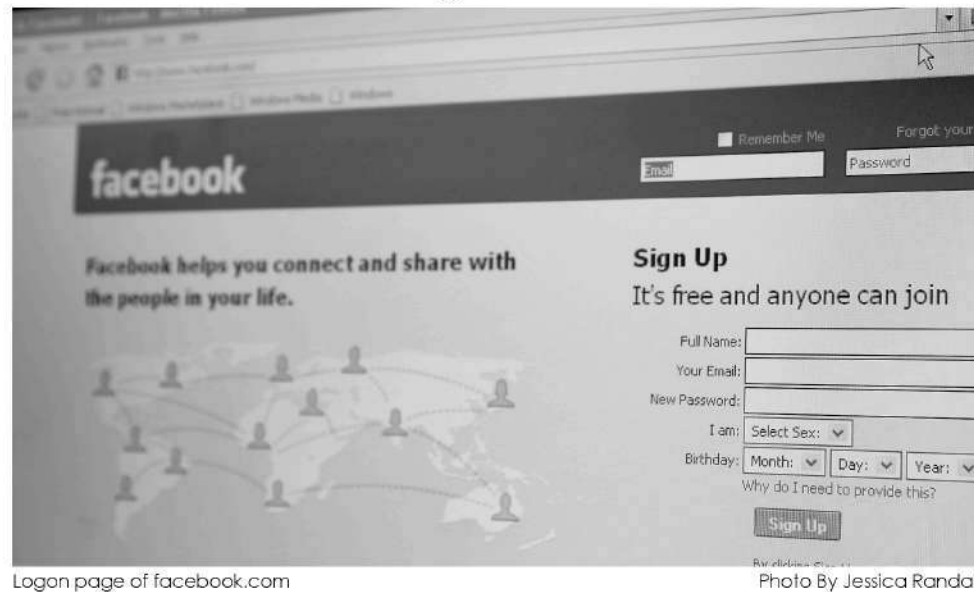 Remember Me
Forgot your
facebook
Email
Password
Facebook helps you connect and share with
the people in your life.
Sign Up
It's free and anyone can join
Full Name:
Your Email:
New Password:
I am: Select Sex:
Birthday: Month: Day: Year:
Why do I need to provide this?
Sign Up
Logon page of facebook.com
Photo By Jessica Randa